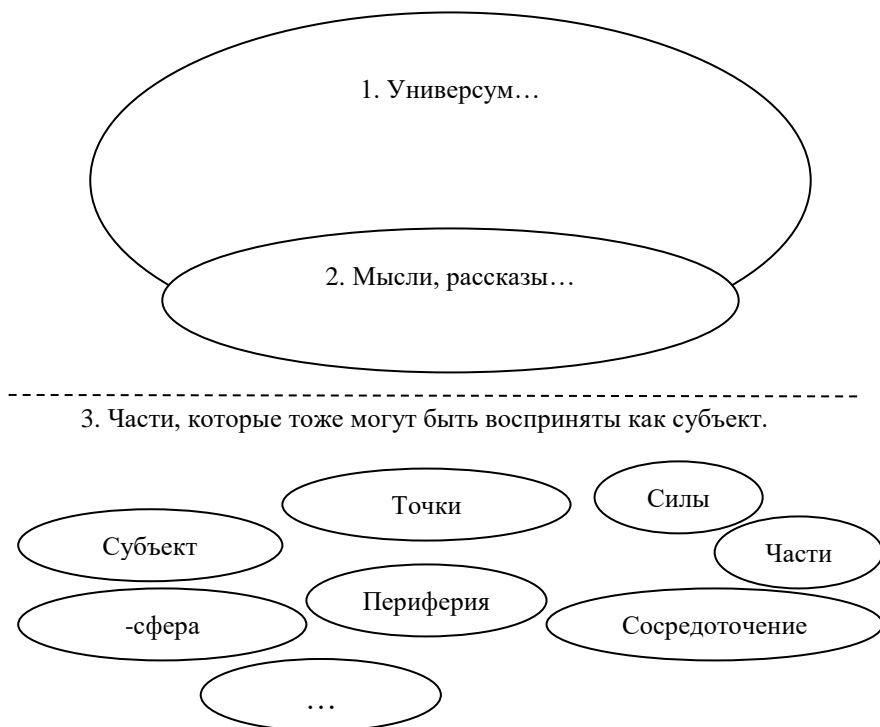 1. Универсум…
2. Мысли, рассказы…
3. Части, которые тоже могут быть восприняты как субъект.
Точки
Силы
Субъект
Части
Периферия
-сфера
Сосредоточение
…